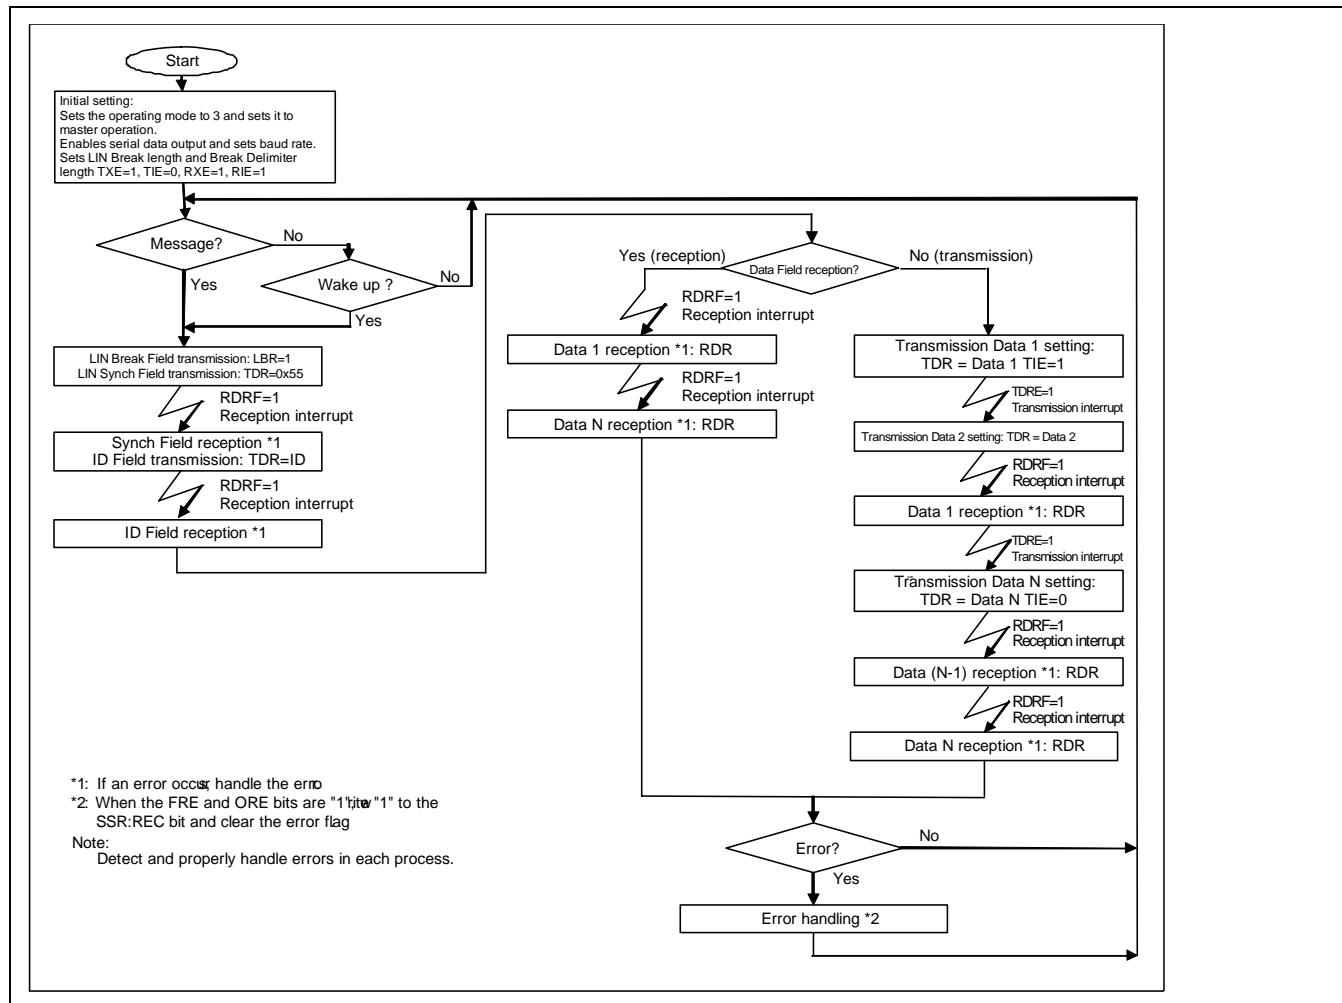 Start
Initial setting:
Sets the operating mode to 3 and sets it to
master operation.
Enables serial data output and sets baud rate.
Sets LIN Break length and Break Delimiter
length TXE=1, TIE=0, RXE=1, RIE=1
Message?
No
Yes
Wake up ?
No
Yes
LIN Break Field transmission: LBR=1
LIN Synch Field transmission: TDR=0x55
RDRF=1
Reception interrupt
Synch Field reception *1
ID Field transmission: TDR=ID
RDRF=1
Reception interrupt
ID Field reception *1
Data Field reception?
Yes (reception)
No (transmission)
RDRF=1
Reception interrupt
Data 1 reception *1: RDR
RDRF=1
Reception interrupt
Data N reception *1: RDR
Transmission Data 1 setting:
TDR = Data 1 TIE=1
TDRE=1
Transmission interrupt
Transmission Data 2 setting: TDR = Data 2
RDRF=1
Reception interrupt
Data 1 reception *1: RDR
TDRE=1
Transmission interrupt
Transmission Data N setting:
TDR = Data N TIE=0
RDRF=1
Reception interrupt
Data (N-1) reception *1: RDR
RDRF=1
Reception interrupt
Data N reception *1: RDR
Error?
No
Yes
Error handling *2
*1: If an error occurs, handle the error
*2: When the FRE and ORE bits are "1", write "1" to the
SSR:REC bit and clear the error flag
Note:
Detect and properly handle errors in each process.